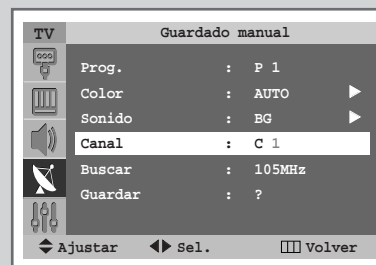 TV Guardado manual
Prog. : P 1
Color : AUTO
Sonido : BG
Canal : C 1
Buscar : 105MHz
Guardar : ?
Ajustar Sel. Volver